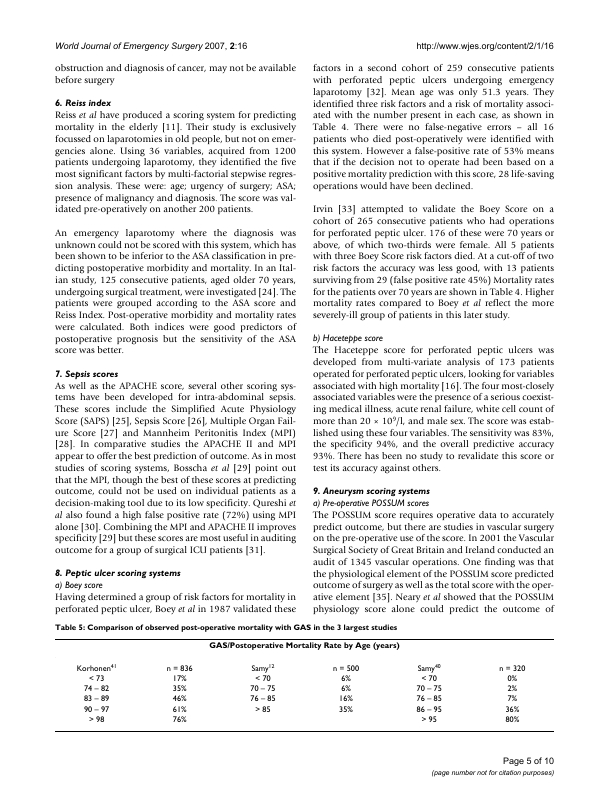 World Journal of Emergency Surgery 2007, 2:16
http://www.wjes.org/content/2/1/16
obstruction and diagnosis of cancer, may not be available
before surgery
6. Reiss index
Reiss et al have produced a scoring system for predicting
mortality in the elderly [11]. Their study is exclusively
focussed on laparotomies in old people, but not on emer-
gencies alone. Using 36 variables, acquired from 1200
patients undergoing laparotomy, they identified the five
most significant factors by multi-factorial stepwise regres-
sion analysis. These were: age; urgency of surgery; ASA;
presence of malignancy and diagnosis. The score was val-
idated pre-operatively on another 200 patients.
An emergency laparotomy where the diagnosis was
unknown could not be scored with this system, which has
been shown to be inferior to the ASA classification in pre-
dicting postoperative morbidity and mortality. In an Ital-
ian study, 125 consecutive patients, aged older 70 years,
undergoing surgical treatment, were investigated [24]. The
patients were grouped according to the ASA score and
Reiss Index. Post-operative morbidity and mortality rates
were calculated. Both indices were good predictors of
postoperative prognosis but the sensitivity of the ASA
score was better.
7. Sepsis scores
As well as the APACHE score, several other scoring sys-
tems have been developed for intra-abdominal sepsis.
These scores include the Simplified Acute Physiology
Score (SAPS) [25], Sepsis Score [26], Multiple Organ Fail-
ure Score [27] and Mannheim Peritonitis Index (MPI)
[28]. In comparative studies the APACHE II and MPI
appear to offer the best prediction of outcome. As in most
studies of scoring systems, Bosscha et al [29] point out
that the MPI, though the best of these scores at predicting
outcome, could not be used on individual patients as a
decision-making tool due to its low specificity. Qureshi et
al also found a high false positive rate (72%) using MPI
alone [30]. Combining the MPI and APACHE II improves
specificity [29] but these scores are most useful in auditing
outcome for a group of surgical ICU patients [31].
8. Peptic ulcer scoring systems
a) Boey score
Having determined a group of risk factors for mortality in
perforated peptic ulcer, Boey et al in 1987 validated these
factors in a second cohort of 259 consecutive patients
with perforated peptic ulcers undergoing emergency
laparotomy [32]. Mean age was only 51.3 years. They
identified three risk factors and a risk of mortality associ-
ated with the number present in each case, as shown in
Table 4. There were no false-negative errors – all 16
patients who died postoperatively were identified with
this system. However a false-positive rate of 53% means
that if the decision not to operate had been based on a
positive mortality prediction with this score, 28 life-saving
operations would have been declined.
Irvin [33] attempted to validate the Boey Score on a
cohort of 265 consecutive patients who had operations
for perforated peptic ulcer. 176 of these were 70 years or
above, of which two-thirds were female. All 5 patients
with three Boey Score risk factors died. At a cut-off of two
risk factors the accuracy was less good, with 13 patients
surviving from 29 (false positive rate 45%) Mortality rates
for the patients over 70 years are shown in Table 4. Higher
mortality rates compared to Boey et al reflect the more
severely-ill group of patients in this later study.
b) Haceteppe score
The Haceteppe score for perforated peptic ulcers was
developed from multi-variate analysis of 173 patients
operated for perforated peptic ulcers, looking for variables
associated with high mortality [16]. The four most-closely
associated variables were the presence of a serious coexist-
ing medical illness, acute renal failure, white cell count of
more than 20 × 10⁹/l, and male sex. The score was estab-
lished using these four variables. The sensitivity was 83%,
the specificity 94%, and the overall predictive accuracy
93%. There has been no study to revalidate this score or
test its accuracy against others.
9. Aneurysm scoring systems
a) Pre-operative POSSUM scores
The POSSUM score requires operative data to accurately
predict outcome, but there are studies in vascular surgery
on the pre-operative use of the score. In 2001 the Vascular
Surgical Society of Great Britain and Ireland conducted an
audit of 1345 vascular operations. One finding was that
the physiological element of the POSSUM score predicted
outcome of surgery as well as the total score with the oper-
ative element [35]. Neary et al showed that the POSSUM
physiology score alone could predict the outcome of
Table 5: Comparison of observed post-operative mortality with GAS in the 3 largest studies
GAS/Postoperative Mortality Rate by Age (years)
Korhonen⁴¹ n = 836 Samy¹² n = 500 Samy⁴⁰ n = 320
< 73 17% < 70 6% < 70 0%
74 – 82 35% 70 – 75 6% 70 – 75 2%
83 – 89 46% 76 – 85 16% 76 – 85 7%
90 – 97 61% > 85 35% 86 – 95 36%
> 98 76% > 95 80%
Page 5 of 10
(page number not for citation purposes)